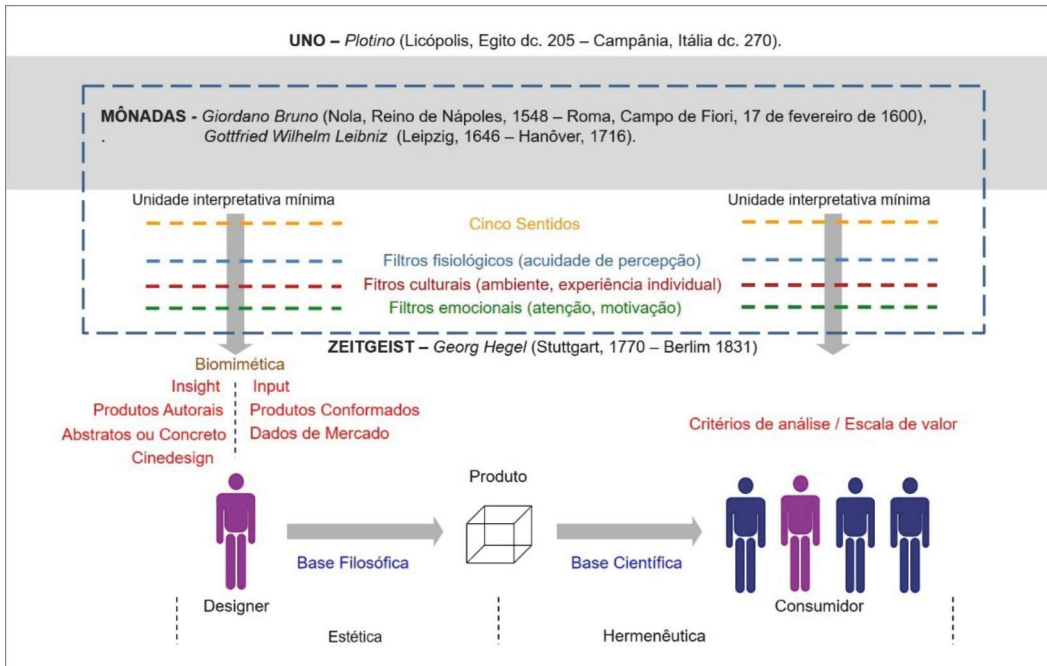 UNO – Plotino (Licópolis, Egito dc. 205 – Campânia, Itália dc. 270).
MÔNADAS - Giordano Bruno (Nola, Reino de Nápoles, 1548 – Roma, Campo de Fiori, 17 de fevereiro de 1600),
. Gottfried Wilhelm Leibniz (Leipzig, 1646 – Hanôver, 1716).
Unidade interpretativa mínima
Unidade interpretativa mínima
Cinco Sentidos
Filtros fisiológicos (acuidade de percepção)
Fitros culturais (ambiente, experiência individual)
Filtros emocionais (atenção, motivação)
ZEITGEIST – Georg Hegel (Stuttgart, 1770 – Berlim 1831)
Biomimética
Insight Input
Produtos Autorais Produtos Conformados
Abstratos ou Concreto Dados de Mercado
Cinedesign
Critérios de análise / Escala de valor
Produto
Base Filosófica
Base Científica
Designer
Consumidor
Estética
Hermenêutica